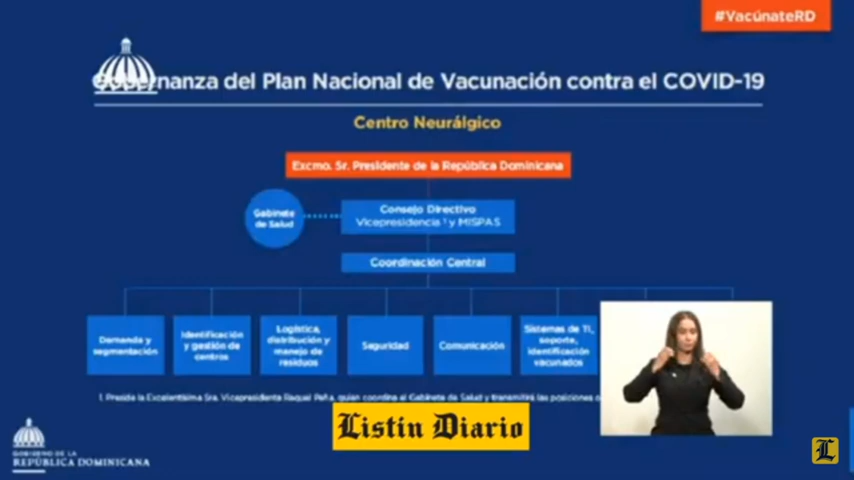 #VacúnateRD
Gobernanza del Plan Nacional de Vacunación contra el COVID-19
Centro Neurálgico
Excmo. Sr. Presidente de la República Dominicana
Gabinete
de Salud
Consejo Directivo
Vicepresidencia ¹ y MISPAS
Coordinación Central
Demanda y
segmentación
Identificación
y gestión de
centros
Logística,
distribución y
manejo de
residuos
Seguridad
Comunicación
Sistemas de TI,
soporte,
identificación
vacunados
1. Preside la Excelentísima Sra. Vicepresidenta Raquel Peña, quien coordina el Gabinete de Salud y transmitirá las posiciones
Listin Diario
GOBIERNO DE LA
REPÚBLICA DOMINICANA
L